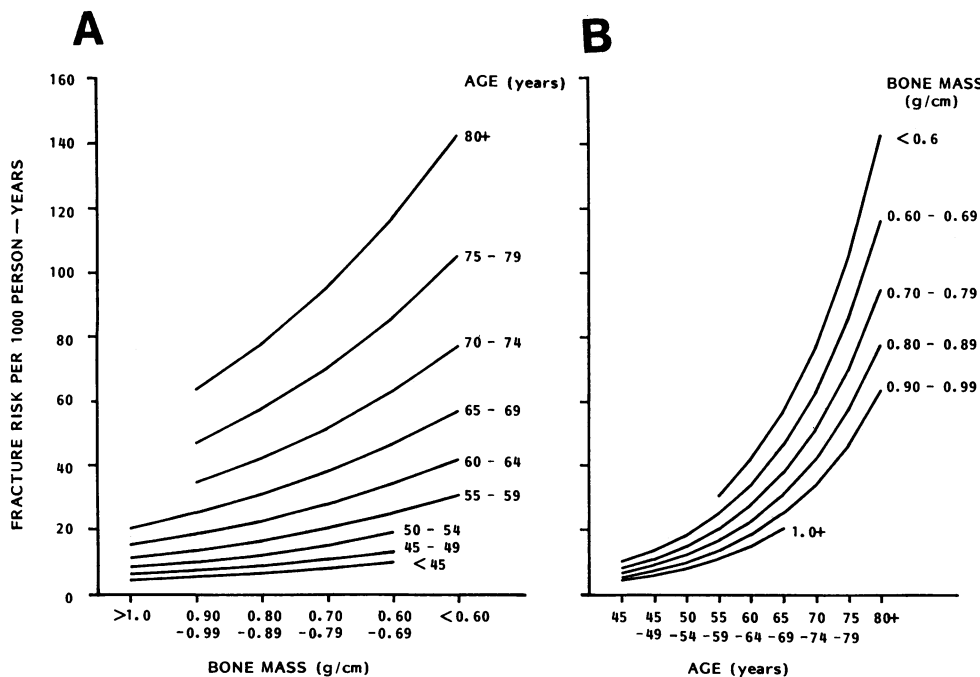 A
FRACTURE RISK PER 1000 PERSON — YEARS
160
140
120
100
80
60
40
20
0
AGE (years)
80+
75 - 79
70 - 74
65 - 69
60 - 64
55 - 59
50 - 54
45 - 49
<45
>1.0 0.90 0.80 0.70 0.60 <0.60
-0.99 -0.89 -0.79 -0.69
BONE MASS (g/cm)
B
BONE MASS
(g/cm)
<0.6
0.60 - 0.69
0.70 - 0.79
0.80 - 0.89
0.90 - 0.99
1.0+
45 45 50 55 60 65 70 75 80+
-49 -54 -59 -64 -69 -74 -79
AGE (years)